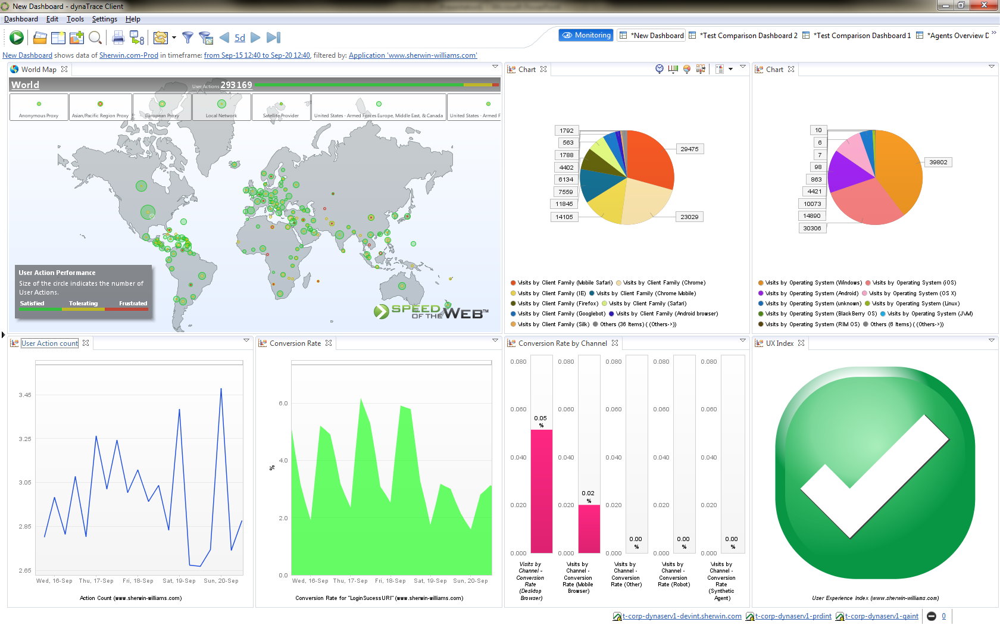 New Dashboard - dynaTrace Client
Dashboard Edit Tools Settings Help
5d
Monitoring
*New Dashboard
*Test Comparison Dashboard 2
*Test Comparison Dashboard 1
*Agents Overview D
New Dashboard shows data of Sherwin.com-Prod in timeframe: from Sep-15 12:40 to Sep-20 12:40, filtered by: Application 'www.sherwin-williams.com'
World Map
World
User Actions 293169
Anonymous Proxy
Asian/Pacific Region Proxy
European Proxy
Local Network
Satellite Provider
United States - Armed Forces Europe, Middle East, & Canada
United States - Armed F
User Action Performance
Size of the circle indicates the number of
User Actions.
Satisfied Tolerating Frustrated
SPEED
OF THE WEB™
Chart
1792
563
1788
4402
6134
7559
11845
14105
29475
23029
Visits by Client Family (Mobile Safari) Visits by Client Family (Chrome)
Visits by Client Family (IE) Visits by Client Family (Chrome Mobile)
Visits by Client Family (Firefox) Visits by Client Family (Safari)
Visits by Client Family (Googlebot) Visits by Client Family (Android browser)
Visits by Client Family (Silk) Others (36 Items) ( (Others->))
Chart
10
6
7
98
863
4421
10073
14890
30306
39802
Visits by Operating System (Windows) Visits by Operating System (iOS)
Visits by Operating System (Android) Visits by Operating System (OS X)
Visits by Operating System (unknown) Visits by Operating System (Linux)
Visits by Operating System (BlackBerry OS) Visits by Operating System (JVM)
Visits by Operating System (RIM OS) Others (6 Items) ( (Others->))
User Action count
3.45
3.25
3.05
2.85
2.65
Wed, 16-Sep Thu, 17-Sep Fri, 18-Sep Sat, 19-Sep Sun, 20-Sep
Action Count (www.sherwin-williams.com)
Conversion Rate
6.0
4.0
2.0
0.0
%
Wed, 16-Sep Thu, 17-Sep Fri, 18-Sep Sat, 19-Sep Sun, 20-Sep
Conversion Rate for "LoginSucessURI" (www.sherwin-williams.com)
Conversion Rate by Channel
0.080 0.080 0.080 0.080 0.080
0.060 0.060 0.060 0.060 0.060
0.040 0.040 0.040 0.040 0.040
0.020 0.020 0.020 0.020 0.020
0.000 0.000 0.000 0.000 0.000
0.05
%
0.02
%
0.00
%
0.00
%
0.00
%
Visits by
Channel -
Conversion
Rate
(Desktop
Browser)
Visits by
Channel -
Conversion
Rate (Mobile
Browser)
Visits by
Channel -
Conversion
Rate (Other)
Visits by
Channel -
Conversion
Rate (Robot)
Visits by
Channel -
Conversion
Rate
(Synthetic
Agent)
UX Index
User Experience Index (www.sherwin-williams.com)
t-corp-dynaserv1-devint.sherwin.com
t-corp-dynaserv1-prdint
t-corp-dynaserv1-qaint
0